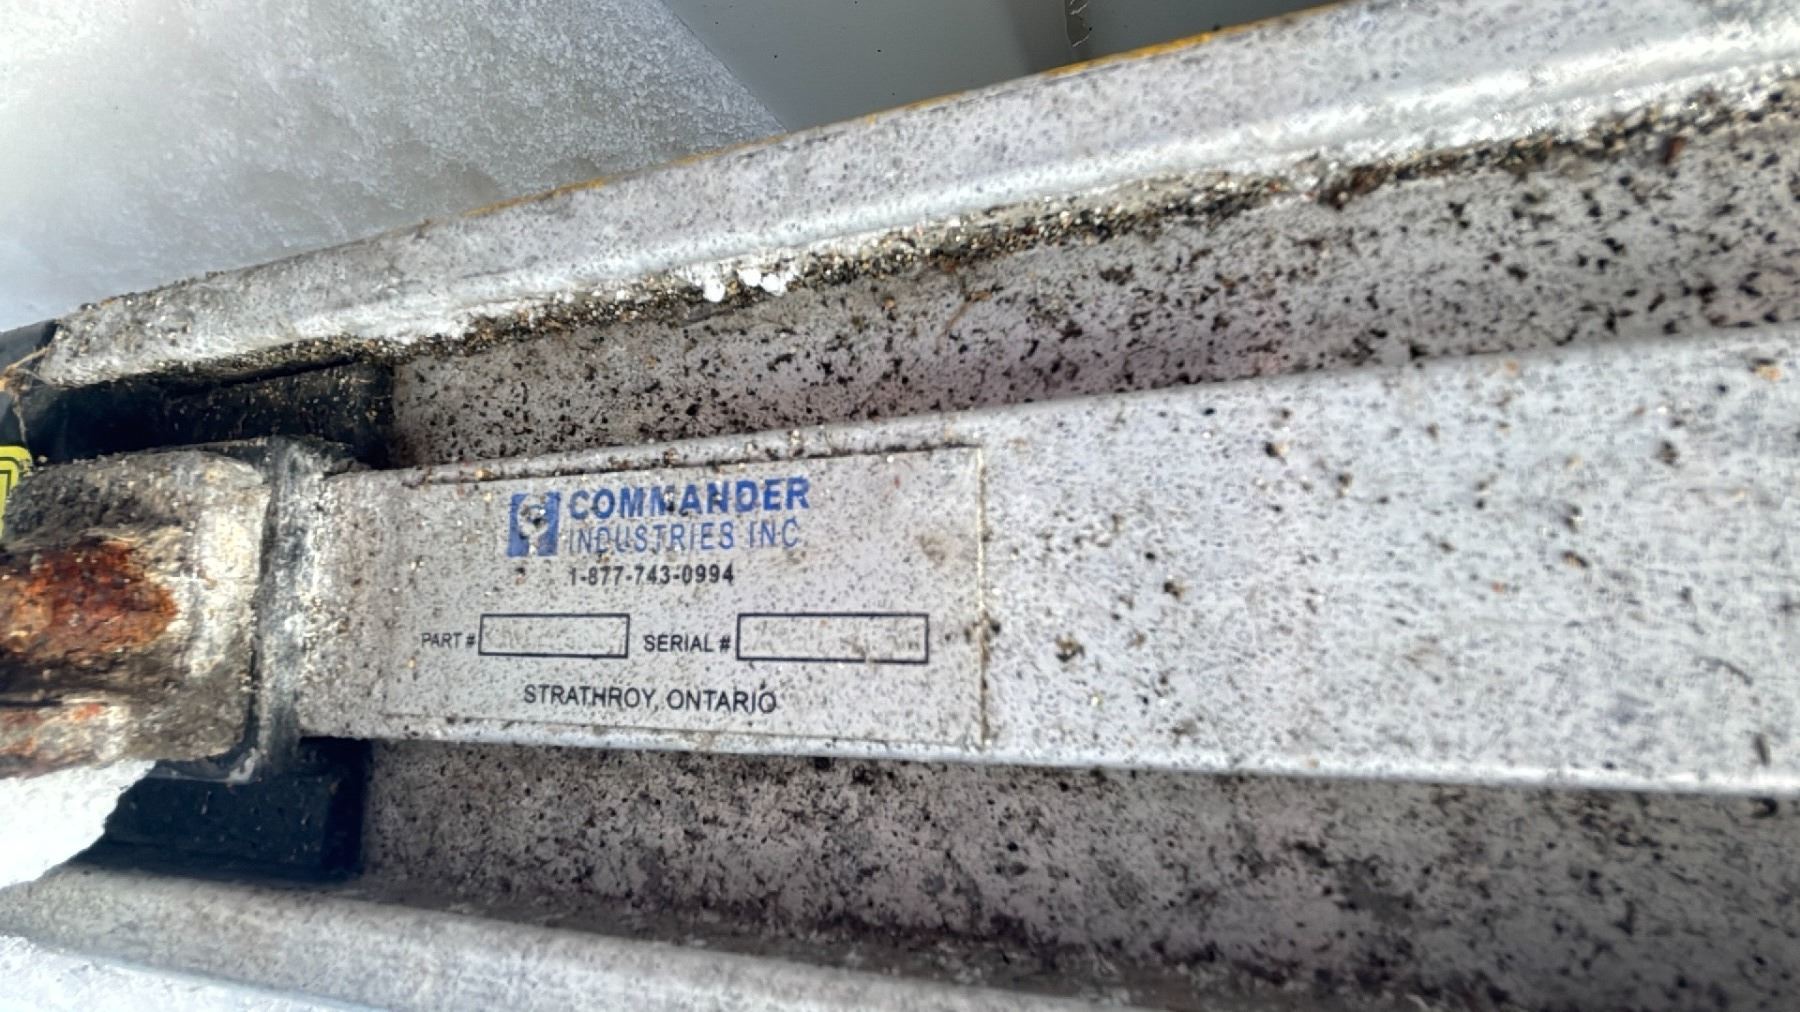 COMMANDER
INDUSTRIES INC
1-877-743-0994
PART # SERIAL #
STRATHROY, ONTARIO